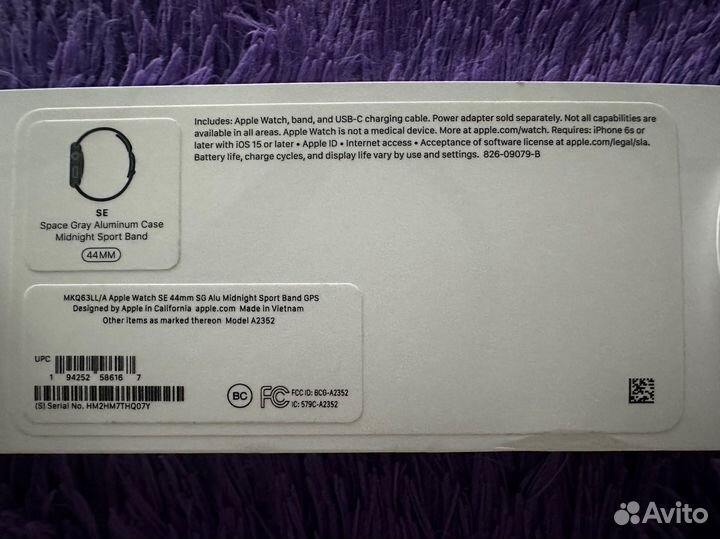 Includes: Apple Watch, band, and USB-C charging cable. Power adapter sold separately. Not all capabilities are
available in all areas. Apple Watch is not a medical device. More at apple.com/watch. Requires: iPhone 6s or
later with iOS 15 or later • Apple ID • Internet access • Acceptance of software license at apple.com/legal/sla.
Battery life, charge cycles, and display life vary by use and settings. 826-09079-B
SE
Space Gray Aluminum Case
Midnight Sport Band
44MM
MKQ63LL/A Apple Watch SE 44mm SG Alu Midnight Sport Band GPS
Designed by Apple in California apple.com Made in Vietnam
Other items as marked thereon Model A2352
UPC
1 94252 58616 7
(S) Serial No. HM2HM7THQ07Y
BC
FC
FCC ID: BCG-A2352
IC: 579C-A2352
Avito